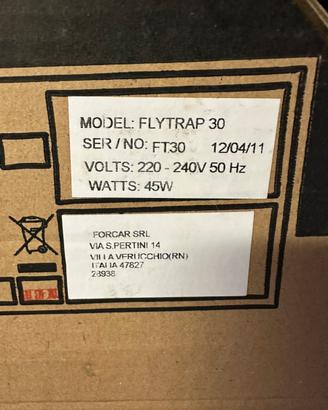 MODEL: FLYTRAP 30
SER / NO: FT30 12/04/11
VOLTS: 220 - 240V 50 Hz
WATTS: 45W
FORCAR SRL
VIA S.PERTINI 14
VILLA VERUCCHIO(RN)
ITALIA 47827
28938